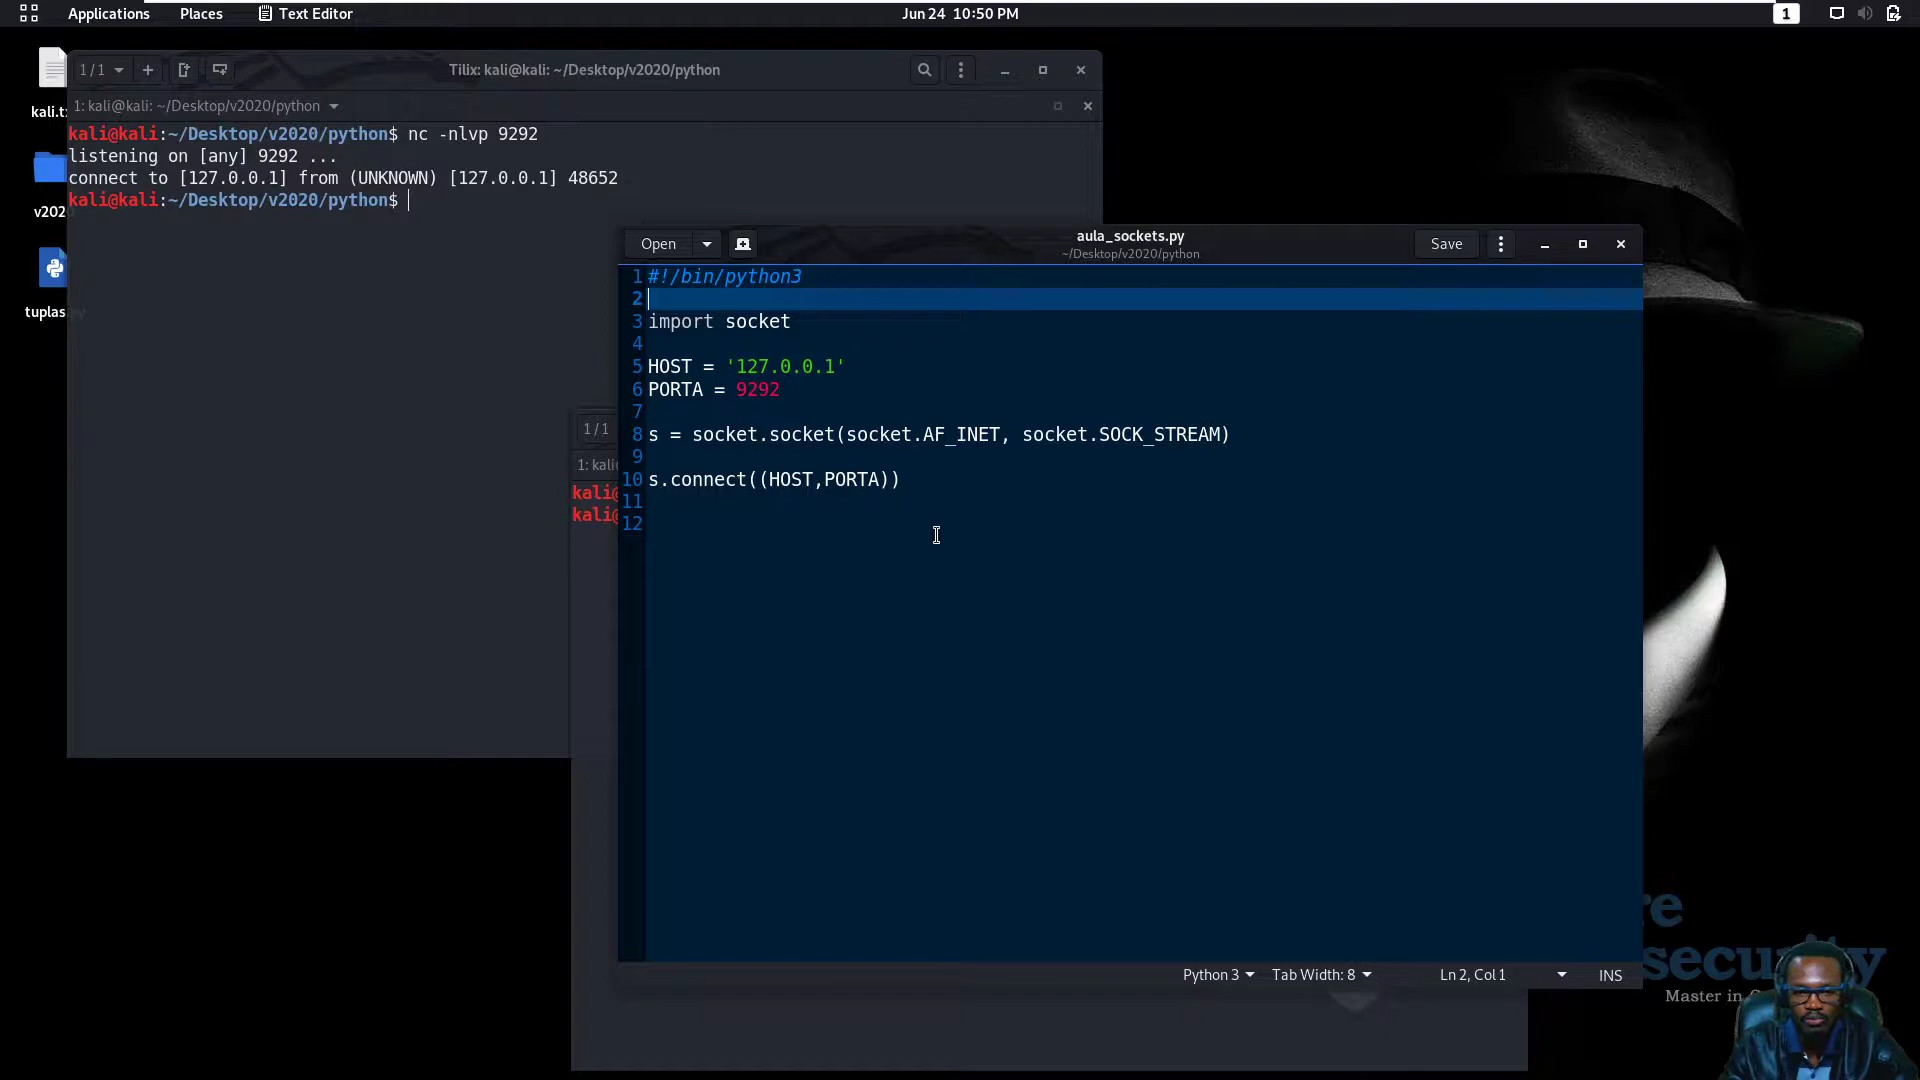 Applications Places Text Editor Jun 24 10:50 PM 1
kali.t
v202
tuplas.py
1 / 1 Tilix: kali@kali: ~/Desktop/v2020/python
1: kali@kali: ~/Desktop/v2020/python
kali@kali:~/Desktop/v2020/python$ nc -nlvp 9292
listening on [any] 9292 ...
connect to [127.0.0.1] from (UNKNOWN) [127.0.0.1] 48652
kali@kali:~/Desktop/v2020/python$
1 / 1
1: kali
kali@
kali@
Open aula_sockets.py Save
~/Desktop/v2020/python
1 #!/bin/python3
2
3 import socket
4
5 HOST = '127.0.0.1'
6 PORTA = 9292
7
8 s = socket.socket(socket.AF_INET, socket.SOCK_STREAM)
9
10 s.connect((HOST,PORTA))
11
12
Python 3 Tab Width: 8 Ln 2, Col 1 INS
re
security
Master in